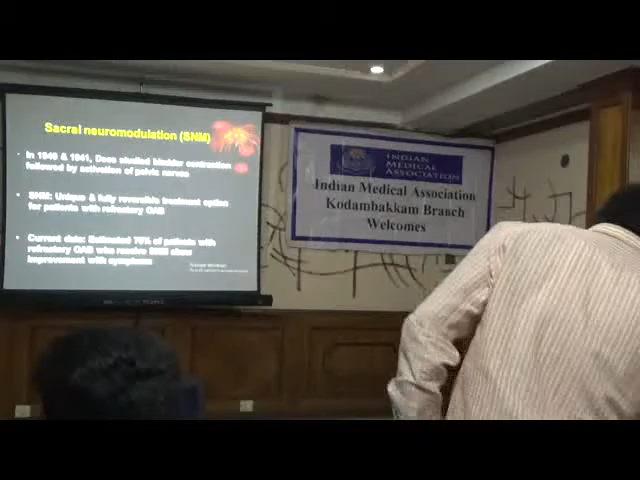 Sacral neuromodulation (SNM)
In 1940 & 1941, Dees studied bladder contraction
followed by activation of pelvic nerves
SNM: Unique & fully reversible treatment option
for patients with refractory OAB
Current data: Estimated 70% of patients with
refractory OAB who receive SNM show
improvement with symptoms
INDIAN
MEDICAL
ASSOCIATION
Indian Medical Association
Kodambakkam Branch
Welcomes